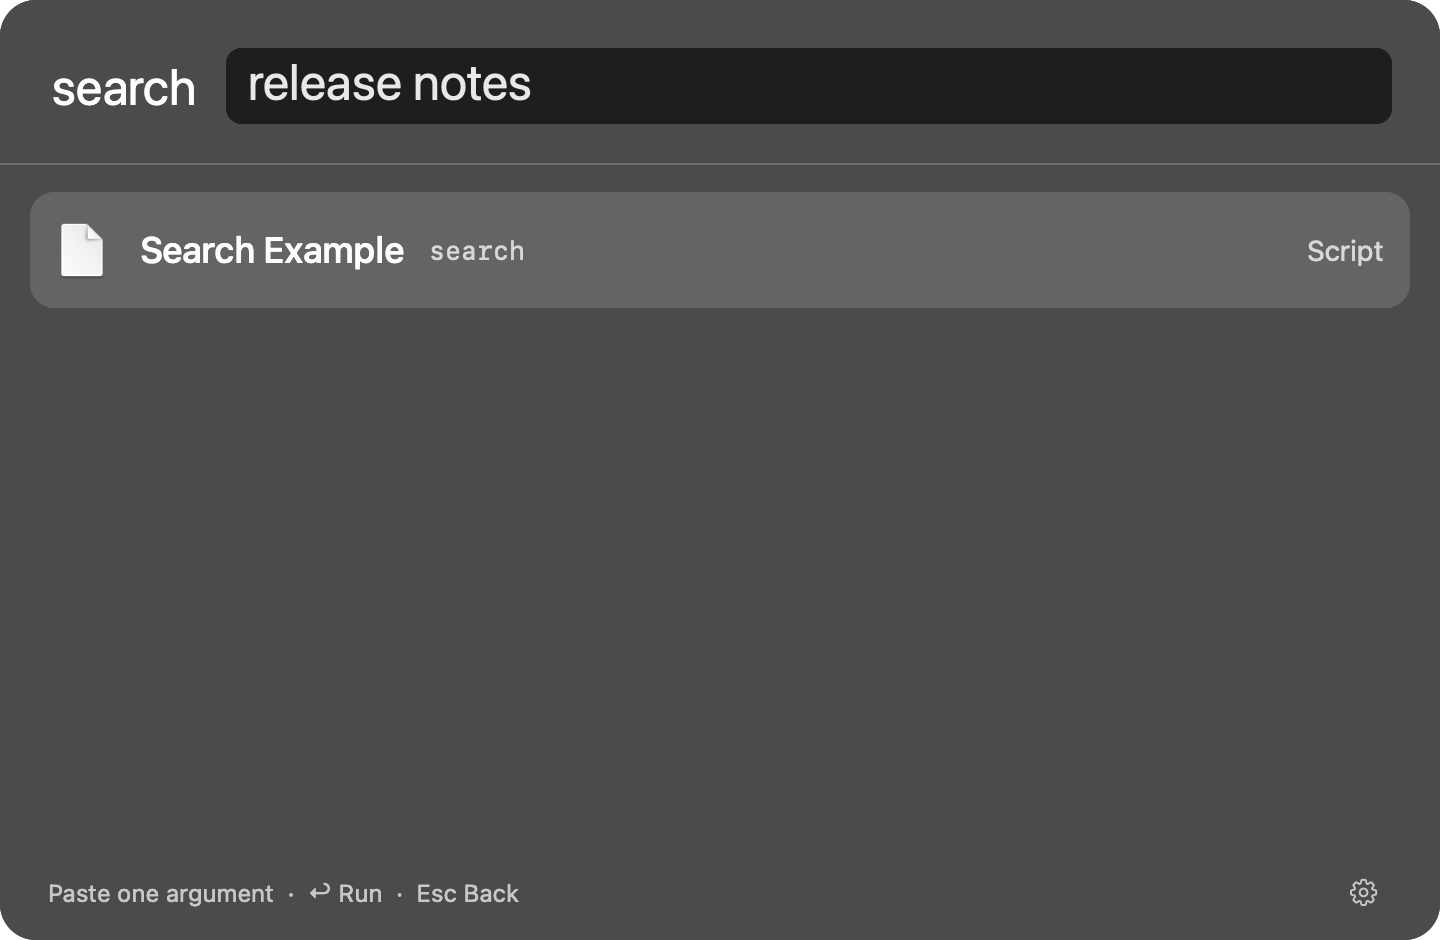 search release notes
Search Example search Script
Paste one argument · ↩ Run · Esc Back